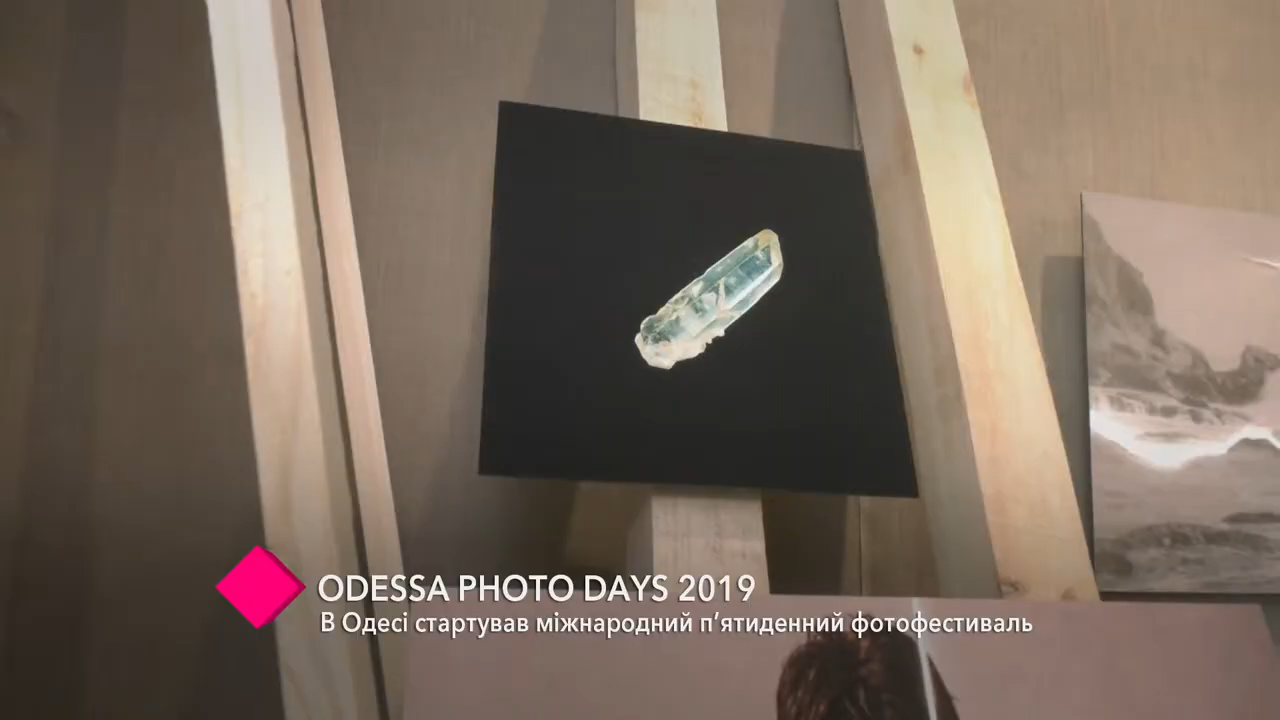 ODESSA PHOTO DAYS 2019
В Одесі стартував міжнародний п’ятиденний фотофестиваль